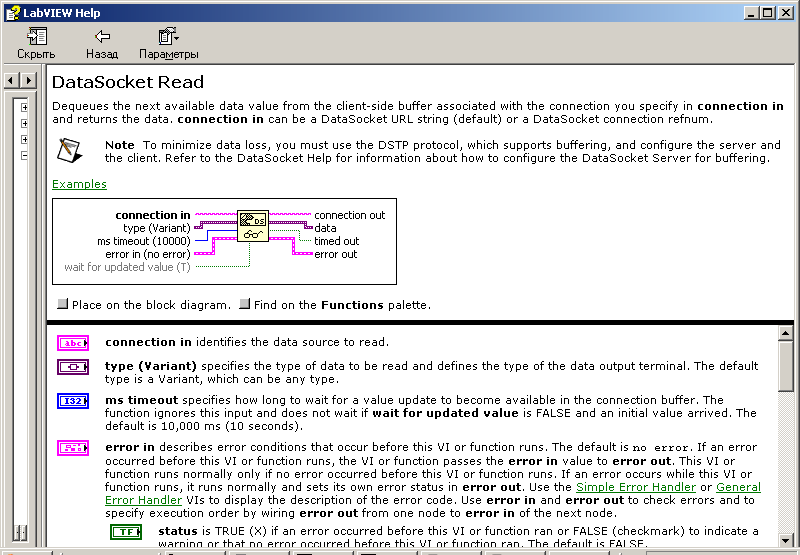 LabVIEW Help
Скрыть
Назад
Параметры
DataSocket Read
Dequeues the next available data value from the client-side buffer associated with the connection you specify in connection in
and returns the data. connection in can be a DataSocket URL string (default) or a DataSocket connection refnum.
Note To minimize data loss, you must use the DSTP protocol, which supports buffering, and configure the server and
the client. Refer to the DataSocket Help for information about how to configure the DataSocket Server for buffering.
Examples
connection in
type (Variant)
ms timeout (10000)
error in (no error)
wait for updated value (T)
DS
connection out
data
timed out
error out
Place on the block diagram.
Find on the Functions palette.
abc
connection in identifies the data source to read.
type (Variant) specifies the type of data to be read and defines the type of the data output terminal. The default
type is a Variant, which can be any type.
I32
ms timeout specifies how long to wait for a value update to become available in the connection buffer. The
function ignores this input and does not wait if wait for updated value is FALSE and an initial value arrived. The
default is 10,000 ms (10 seconds).
error in describes error conditions that occur before this VI or function runs. The default is no error. If an error
occurred before this VI or function runs, the VI or function passes the error in value to error out. This VI or
function runs normally only if no error occurred before this VI or function runs. If an error occurs while this VI or
function runs, it runs normally and sets its own error status in error out. Use the Simple Error Handler or General
Error Handler VIs to display the description of the error code. Use error in and error out to check errors and to
specify execution order by wiring error out from one node to error in of the next node.
TF
status is TRUE (X) if an error occurred before this VI or function ran or FALSE (checkmark) to indicate a
warning or that no error occurred before this VI or function ran. The default is FALSE.